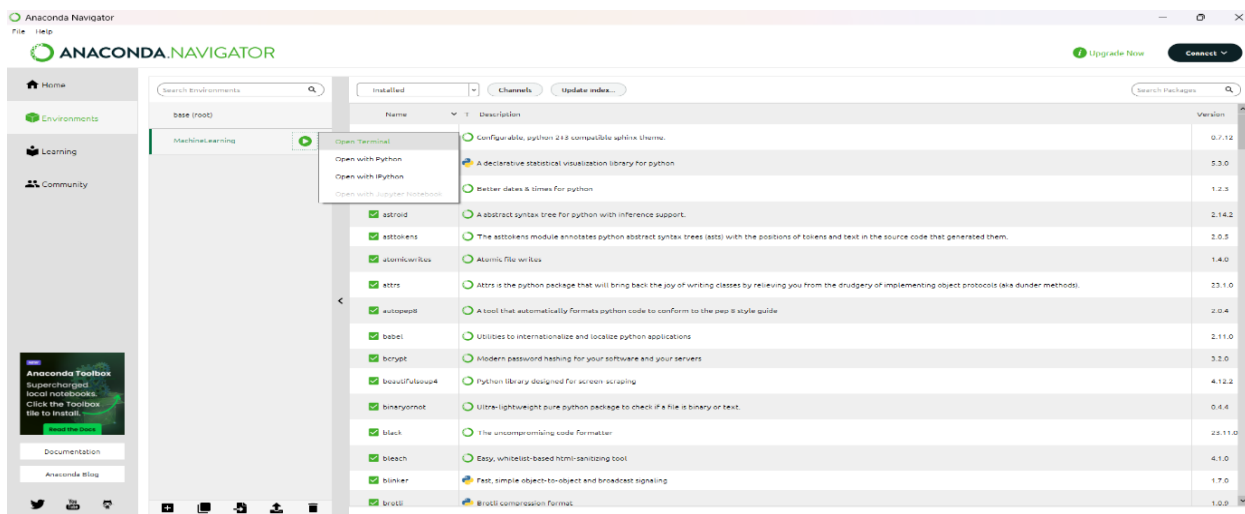 Anaconda Navigator
File Help
ANACONDA.NAVIGATOR
Upgrade Now
Connect
Home
Environments
Learning
Community
NEW
Anaconda Toolbox
Supercharged
local notebooks.
Click the Toolbox
tile to install.
Read the Docs
Documentation
Anaconda Blog
You
Tube
Search Environments
base (root)
MachineLearning
Open Terminal
Open with Python
Open with IPython
Open with Jupyter Notebook
Installed Channels Update index... Search Packages
Name T Description Version
Configurable, python 2+3 compatible sphinx theme. 0.7.12
A declarative statistical visualization library for python 5.3.0
Better dates & times for python 1.2.3
astroid A abstract syntax tree for python with inference support. 2.14.2
asttokens The asttokens module annotates python abstract syntax trees (asts) with the positions of tokens and text in the source code that generated them. 2.0.5
atomicwrites Atomic file writes 1.4.0
attrs Attrs is the python package that will bring back the joy of writing classes by relieving you from the drudgery of implementing object protocols (aka dunder methods). 23.1.0
autopep8 A tool that automatically formats python code to conform to the pep 8 style guide 2.0.4
babel Utilities to internationalize and localize python applications 2.11.0
bcrypt Modern password hashing for your software and your servers 3.2.0
beautifulsoup4 Python library designed for screen-scraping 4.12.2
binaryornot Ultra-lightweight pure python package to check if a file is binary or text. 0.4.4
black The uncompromising code formatter 23.11.0
bleach Easy, whitelist-based html-sanitizing tool 4.1.0
blinker Fast, simple object-to-object and broadcast signaling 1.7.0
brotli Brotli compression format 1.0.9